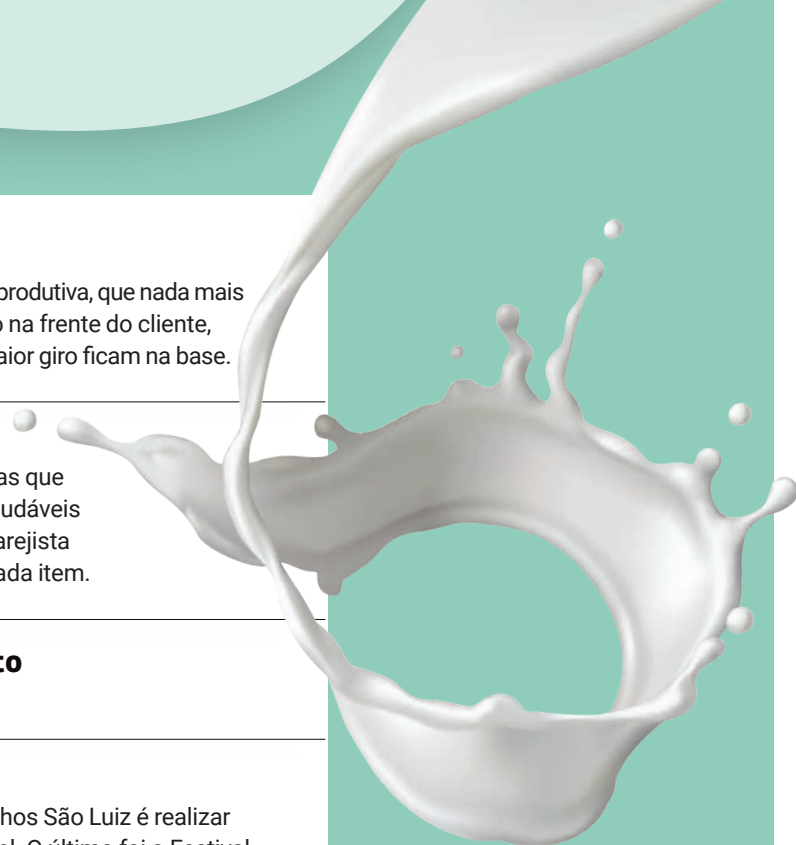 produtiva, que nada mais
na frente do cliente,
aior giro ficam na base.
as que
udáveis
arejista
ada item.
to
hos São Luiz é realizar